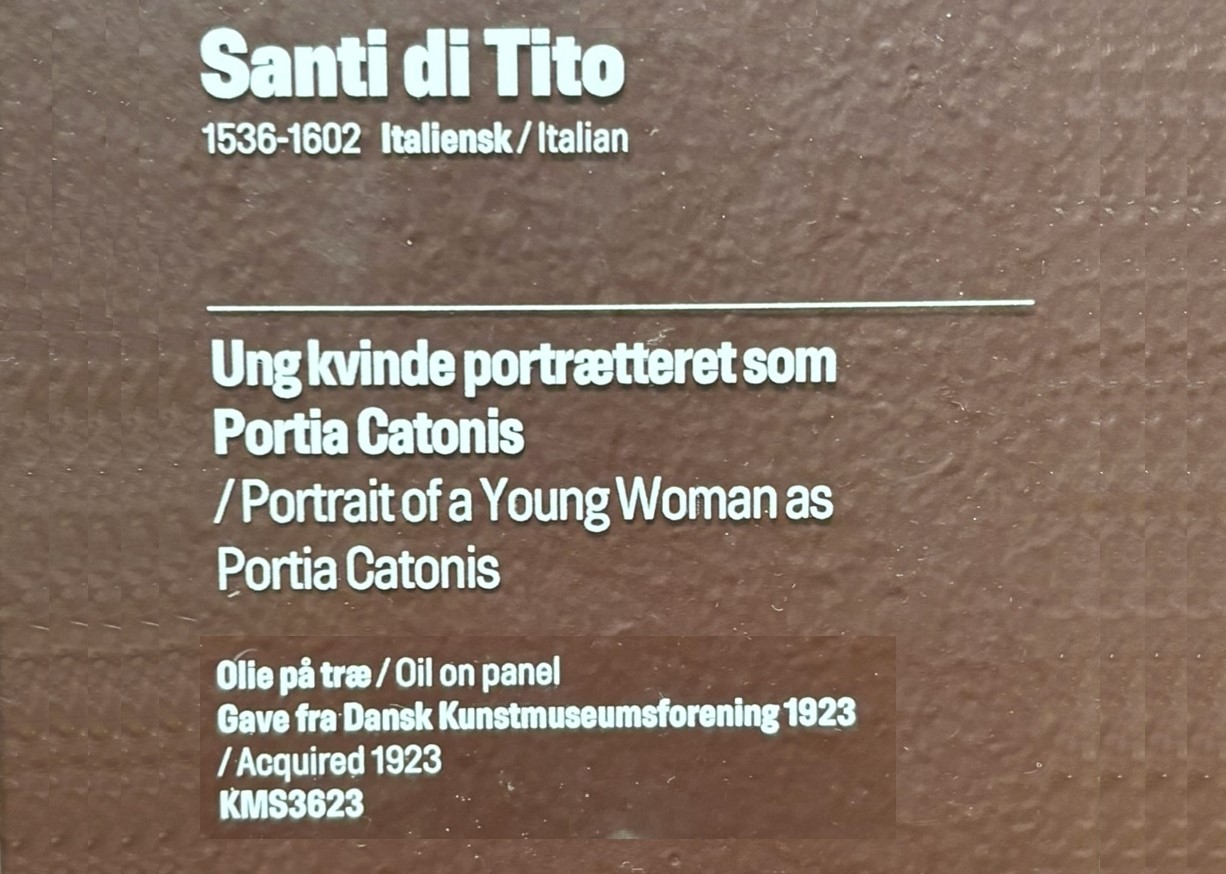 Santi di Tito
1536-1602 Italiensk / Italian
Ung kvinde portrætteret som
Portia Catonis
/ Portrait of a Young Woman as
Portia Catonis
Olie på træ / Oil on panel
Gave fra Dansk Kunstmuseumsforening 1923
/ Acquired 1923
KMS3623